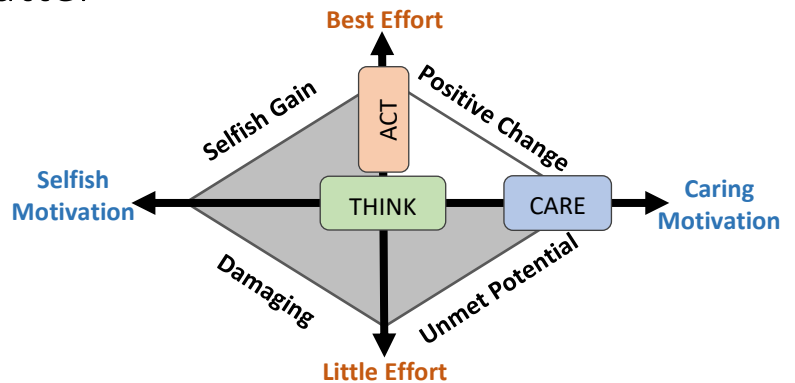 Best Effort
ACT
Selfish Gain
Positive Change
Selfish
Motivation
THINK
CARE
Caring
Motivation
Damaging
Unmet Potential
Little Effort